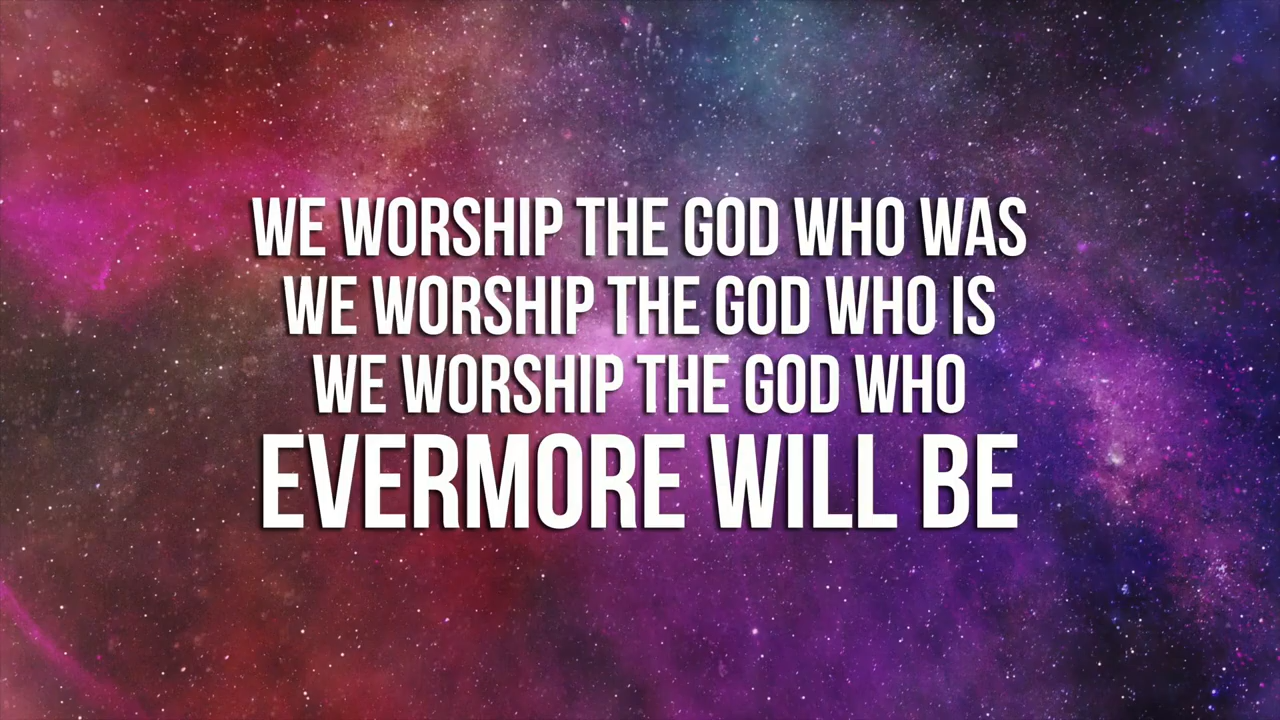 WE WORSHIP THE GOD WHO WAS
WE WORSHIP THE GOD WHO IS
WE WORSHIP THE GOD WHO
EVERMORE WILL BE